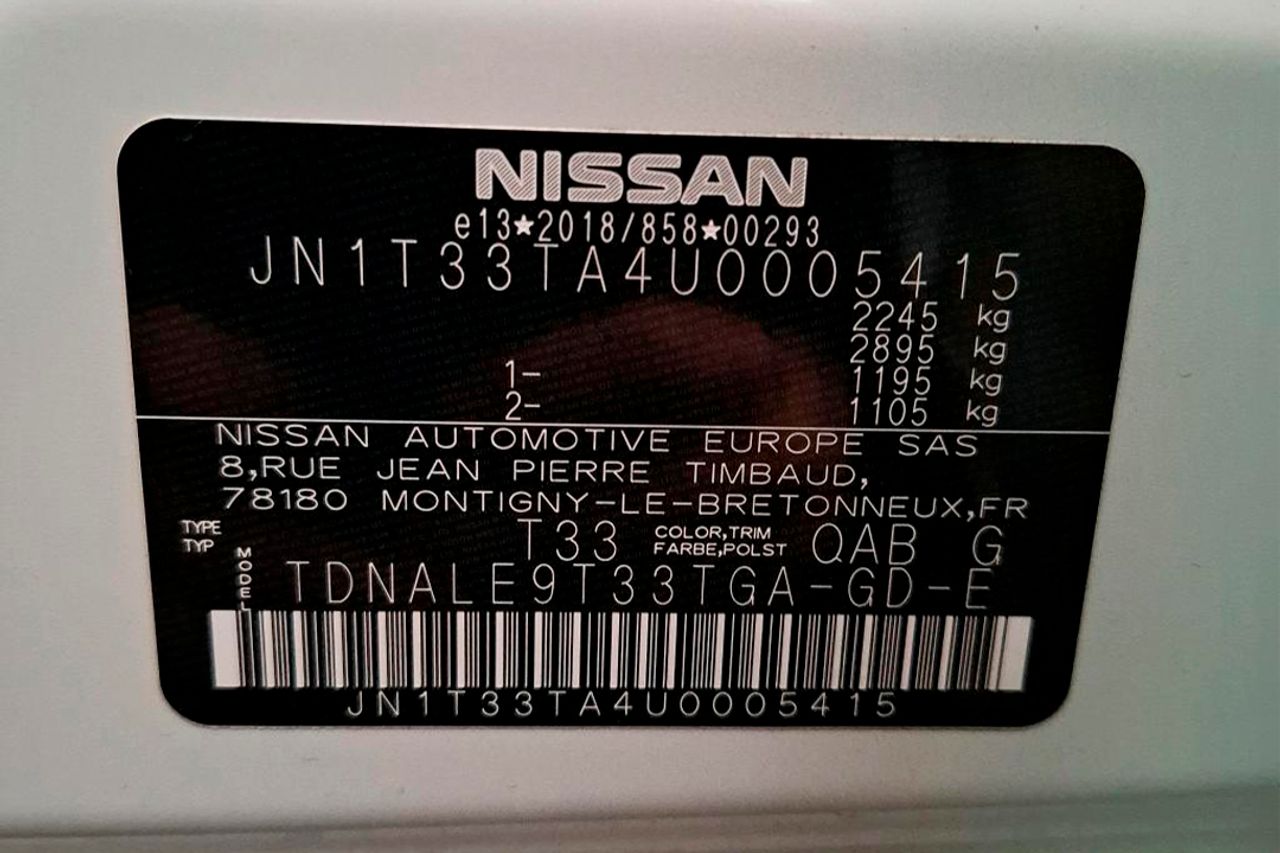 NISSAN
e13★2018/858★00293
JN1T33TA4U0005415
2245 kg
2895 kg
1- 1195 kg
2- 1105 kg
NISSAN AUTOMOTIVE EUROPE SAS
8,RUE JEAN PIERRE TIMBAUD,
78180 MONTIGNY-LE-BRETONNEUX,FR
TYPE T33 COLOR,TRIM QAB G
TYP FARBE,POLST
MODEL TDNALE9T33TGA-GD-E
JN1T33TA4U0005415